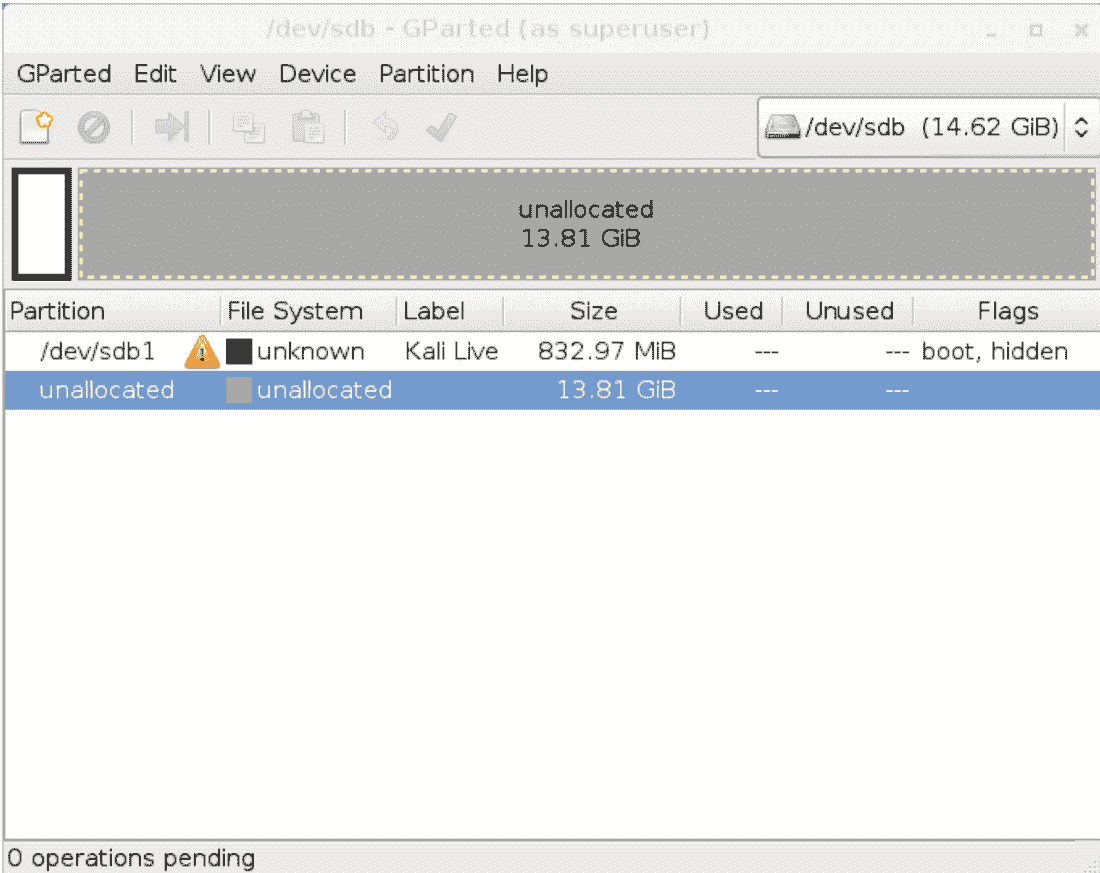 /dev/sdb - GParted (as superuser)
GParted Edit View Device Partition Help
/dev/sdb (14.62 GiB)
unallocated
13.81 GiB
Partition File System Label Size Used Unused Flags
/dev/sdb1 unknown Kali Live 832.97 MiB --- --- boot, hidden
unallocated unallocated 13.81 GiB --- ---
0 operations pending